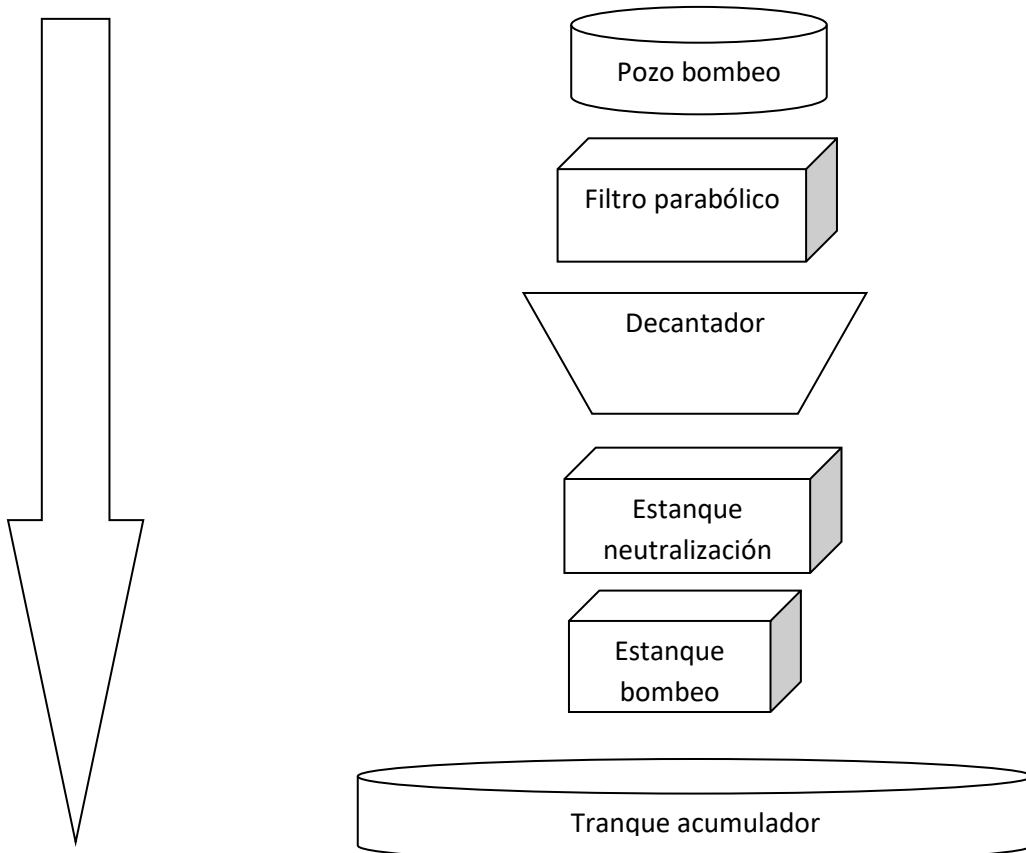 Pozo bombeo
Filtro parabólico
Decantador
Estanque
neutralización
Estanque
bombeo
Tranque acumulador